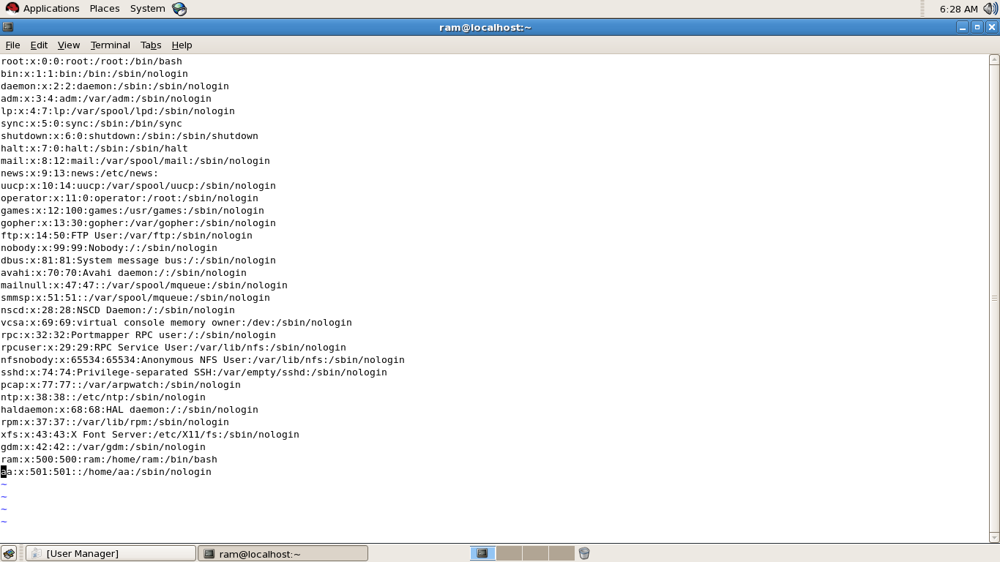 Applications Places System 6:28 AM
ram@localhost:~
File Edit View Terminal Tabs Help
root:x:0:0:root:/root:/bin/bash
bin:x:1:1:bin:/bin:/sbin/nologin
daemon:x:2:2:daemon:/sbin:/sbin/nologin
adm:x:3:4:adm:/var/adm:/sbin/nologin
lp:x:4:7:lp:/var/spool/lpd:/sbin/nologin
sync:x:5:0:sync:/sbin:/bin/sync
shutdown:x:6:0:shutdown:/sbin:/sbin/shutdown
halt:x:7:0:halt:/sbin:/sbin/halt
mail:x:8:12:mail:/var/spool/mail:/sbin/nologin
news:x:9:13:news:/etc/news:
uucp:x:10:14:uucp:/var/spool/uucp:/sbin/nologin
operator:x:11:0:operator:/root:/sbin/nologin
games:x:12:100:games:/usr/games:/sbin/nologin
gopher:x:13:30:gopher:/var/gopher:/sbin/nologin
ftp:x:14:50:FTP User:/var/ftp:/sbin/nologin
nobody:x:99:99:Nobody:/:/sbin/nologin
dbus:x:81:81:System message bus:/:/sbin/nologin
avahi:x:70:70:Avahi daemon:/:/sbin/nologin
mailnull:x:47:47::/var/spool/mqueue:/sbin/nologin
smmsp:x:51:51::/var/spool/mqueue:/sbin/nologin
nscd:x:28:28:NSCD Daemon:/:/sbin/nologin
vcsa:x:69:69:virtual console memory owner:/dev:/sbin/nologin
rpc:x:32:32:Portmapper RPC user:/:/sbin/nologin
rpcuser:x:29:29:RPC Service User:/var/lib/nfs:/sbin/nologin
nfsnobody:x:65534:65534:Anonymous NFS User:/var/lib/nfs:/sbin/nologin
sshd:x:74:74:Privilege-separated SSH:/var/empty/sshd:/sbin/nologin
pcap:x:77:77::/var/arpwatch:/sbin/nologin
ntp:x:38:38::/etc/ntp:/sbin/nologin
haldaemon:x:68:68:HAL daemon:/:/sbin/nologin
rpm:x:37:37::/var/lib/rpm:/sbin/nologin
xfs:x:43:43:X Font Server:/etc/X11/fs:/sbin/nologin
gdm:x:42:42::/var/gdm:/sbin/nologin
ram:x:500:500:ram:/home/ram:/bin/bash
aa:x:501:501::/home/aa:/sbin/nologin
~
~
~
~
[User Manager] ram@localhost:~